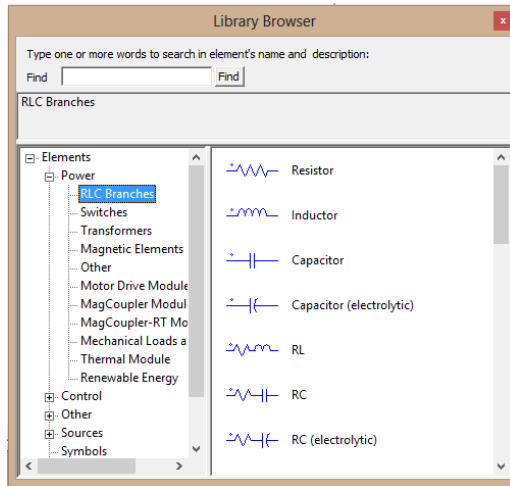 Library Browser
x
Type one or more words to search in element's name and description:
Find
Find
RLC Branches
Elements
Power
RLC Branches
Switches
Transformers
Magnetic Elements
Other
Motor Drive Module
MagCoupler Modul
MagCoupler-RT Mo
Mechanical Loads a
Thermal Module
Renewable Energy
Control
Other
Sources
Symbols
Resistor
Inductor
Capacitor
Capacitor (electrolytic)
RL
RC
RC (electrolytic)